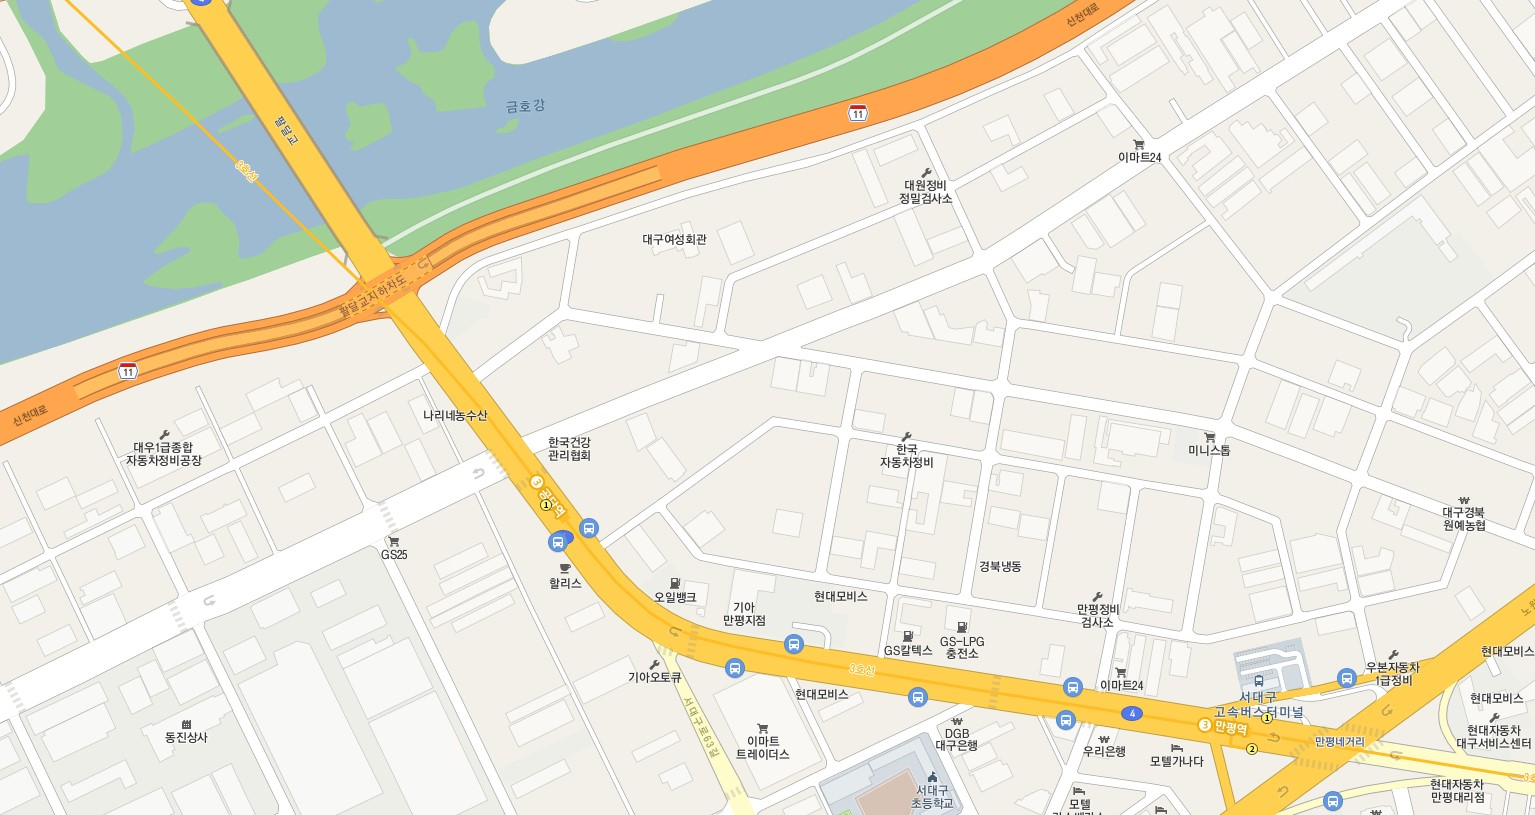 4
신천대로
금호강
11
팔달교
3호선
이마트24
대원정비
정밀검사소
대구여성회관
팔달교지하차도
11
신천대로
나리네농수산
대우1급종합
자동차정비공장
한국건강
관리협회
한국
자동차정비
미니스톱
3
공단역
1
대구경북
원예농협
GS25
할리스
경북냉동
오일뱅크
기아
만평지점
현대모비스
만평정비
검사소
GS칼텍스
GS-LPG
충전소
3호선
기아오토큐
현대모비스
이마트24
우본자동차
1급정비
현대모비스
현대모비스
서대구
고속버스터미널
4
3
만평역
1
2
만평네거리
서대구로63길
동진상사
이마트
트레이더스
DGB
대구은행
우리은행
모텔가나다
현대자동차
대구서비스센터
서대구
초등학교
모텔
현대자동차
만평대리점